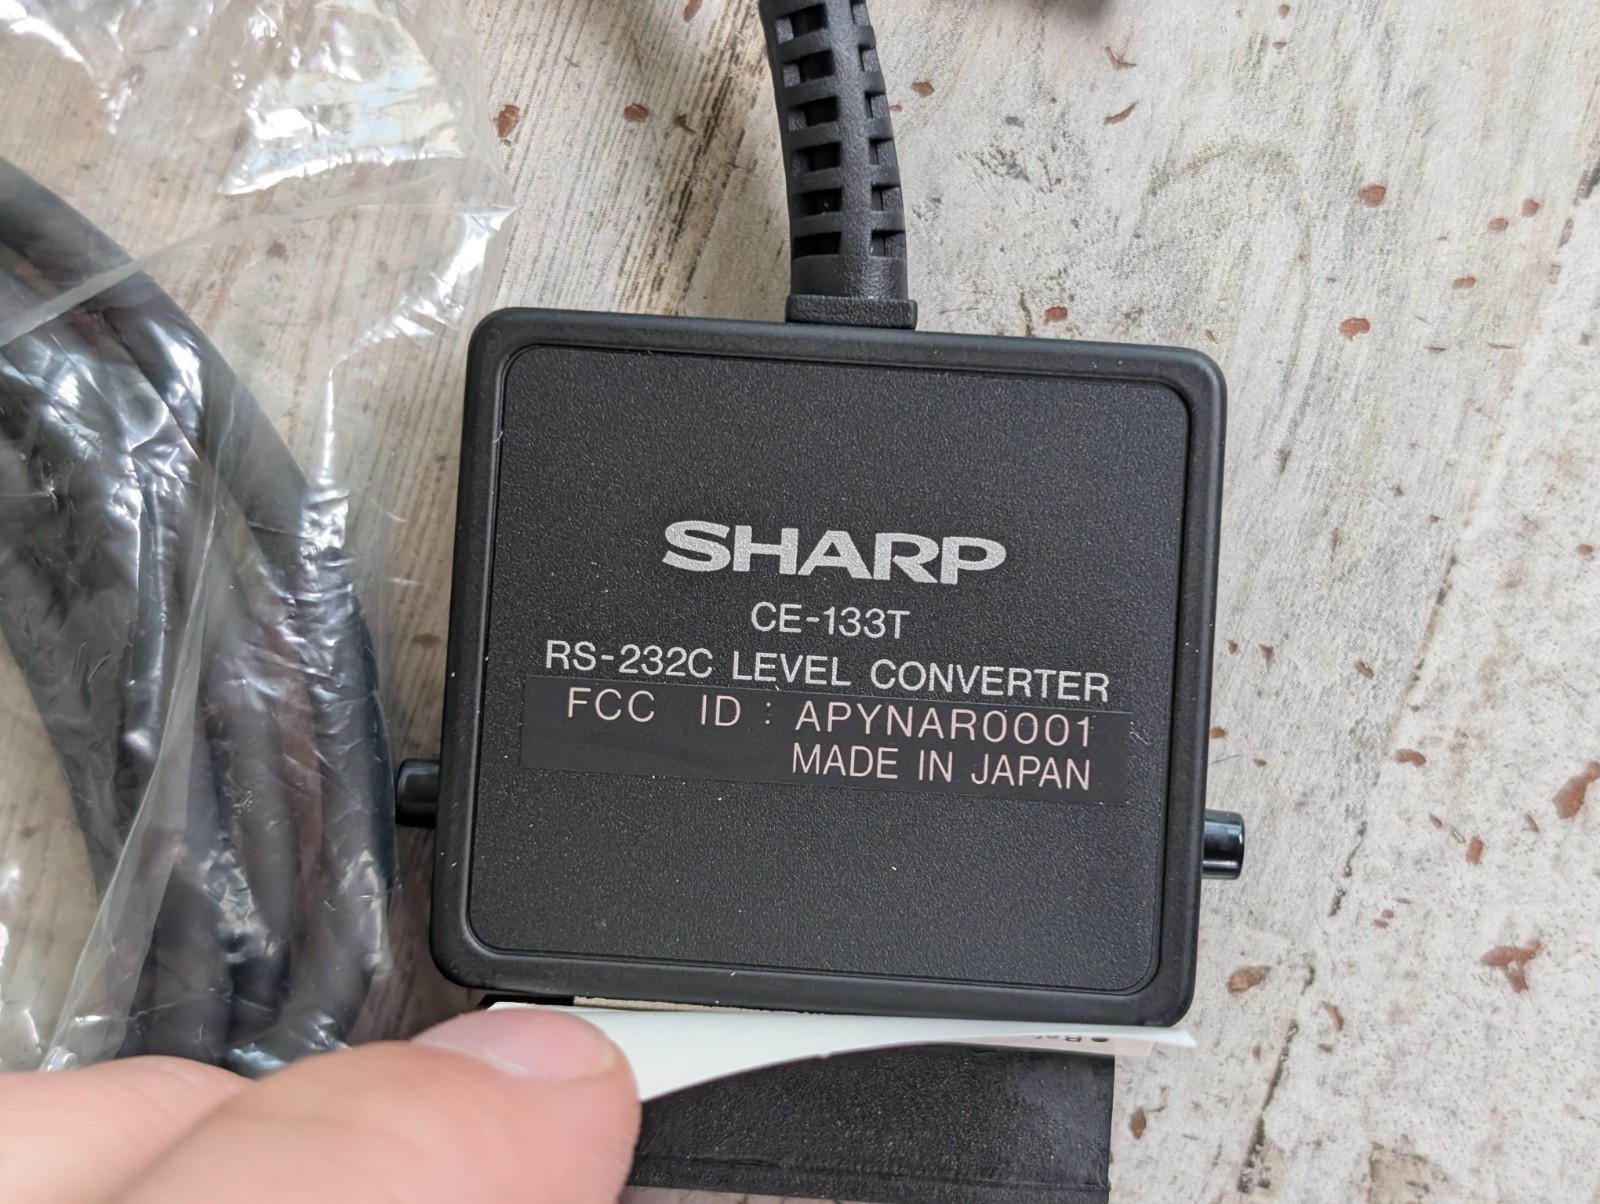 SHARP
CE-133T
RS-232C LEVEL CONVERTER
FCC ID : APYNAR0001
MADE IN JAPAN